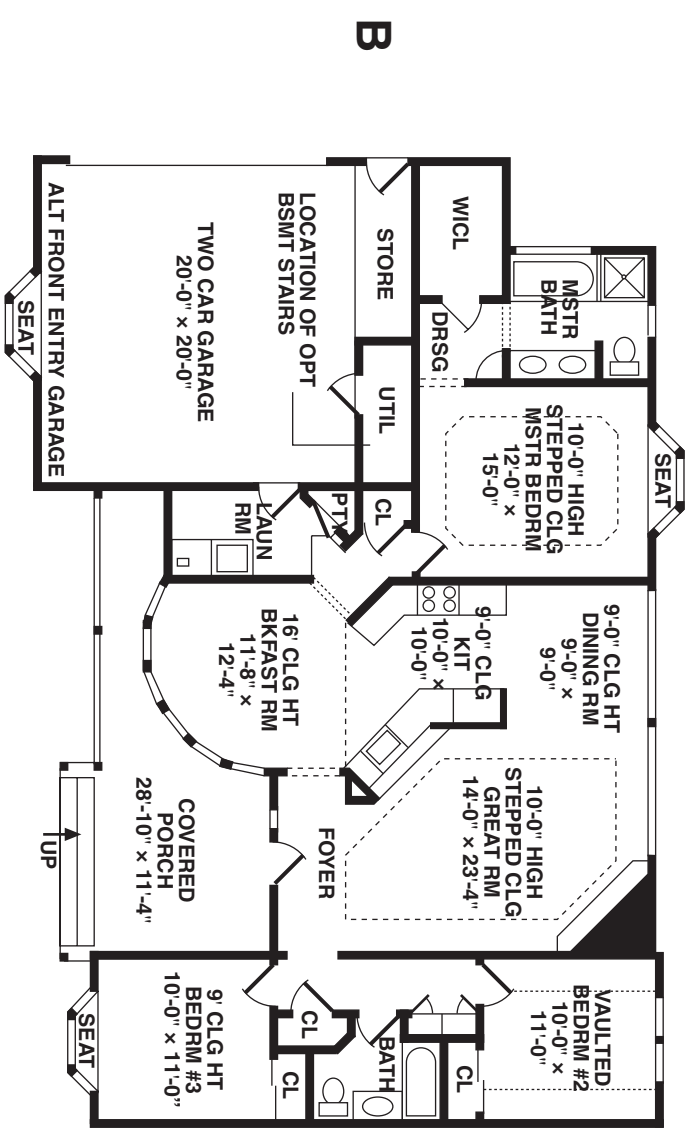 B
WICL
MSTR
BATH
STORE
DRSG
LOCATION OF OPT
BSMT STAIRS
TWO CAR GARAGE
20'-0" × 20'-0"
ALT FRONT ENTRY GARAGE
SEAT
UTIL
10'-0" HIGH
STEPPED CLG
MSTR BEDRM
12'-0" ×
15'-0"
SEAT
CL
PTY
LAUN
RM
9'-0" CLG HT
DINING RM
9'-0" ×
9'-0"
9'-0" CLG
KIT
10'-0" ×
10'-0"
16' CLG HT
BKFAST RM
11'-8" ×
12'-4"
10'-0" HIGH
STEPPED CLG
GREAT RM
14'-0" × 23'-4"
FOYER
COVERED
PORCH
28'-10" × 11'-4"
UP
VAULTED
BEDRM #2
10'-0" ×
11'-0"
CL
BATH
CL
CL
9' CLG HT
BEDRM #3
10'-0" × 11'-0"
SEAT